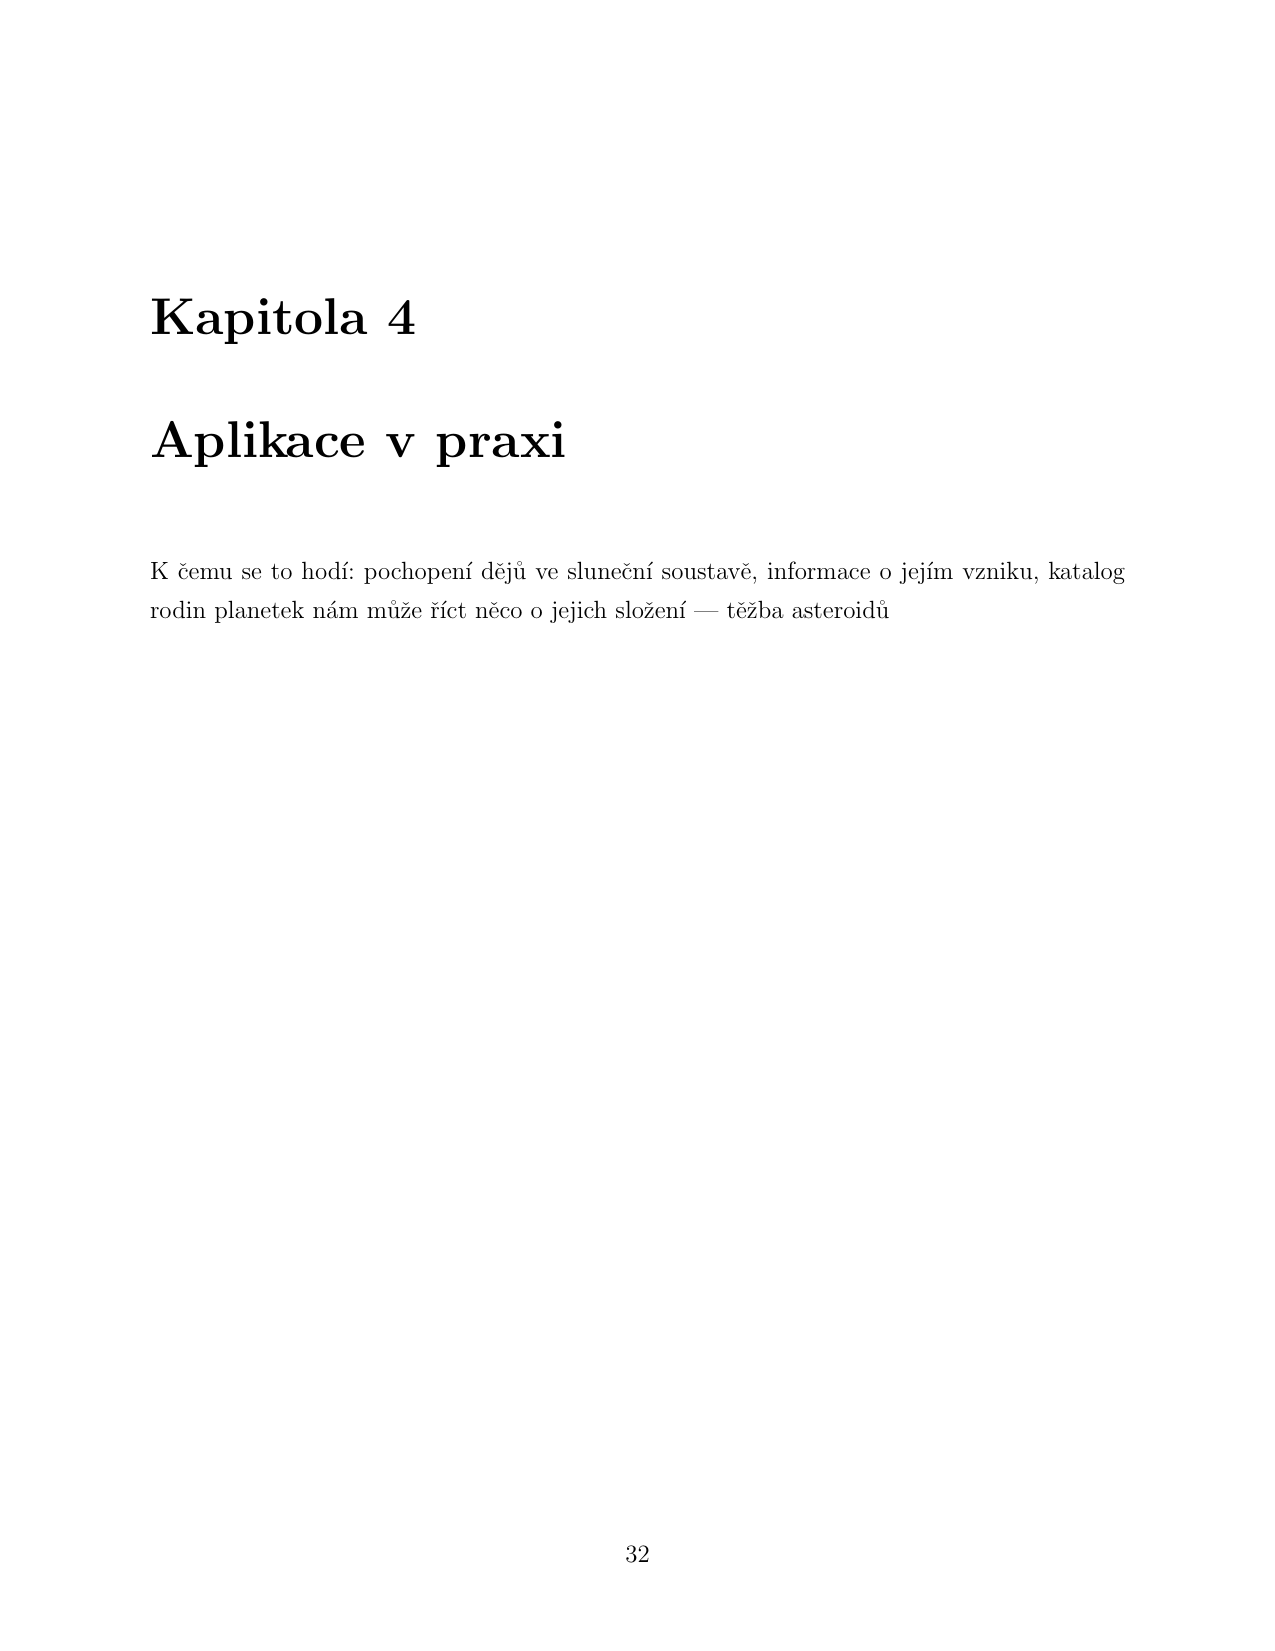 Kapitola 4
Aplikace v praxi
K čemu se to hodí: pochopení dějů ve sluneční soustavě, informace o jejím vzniku, katalog
rodin planetek nám může říct něco o jejich složení — těžba asteroidů
32